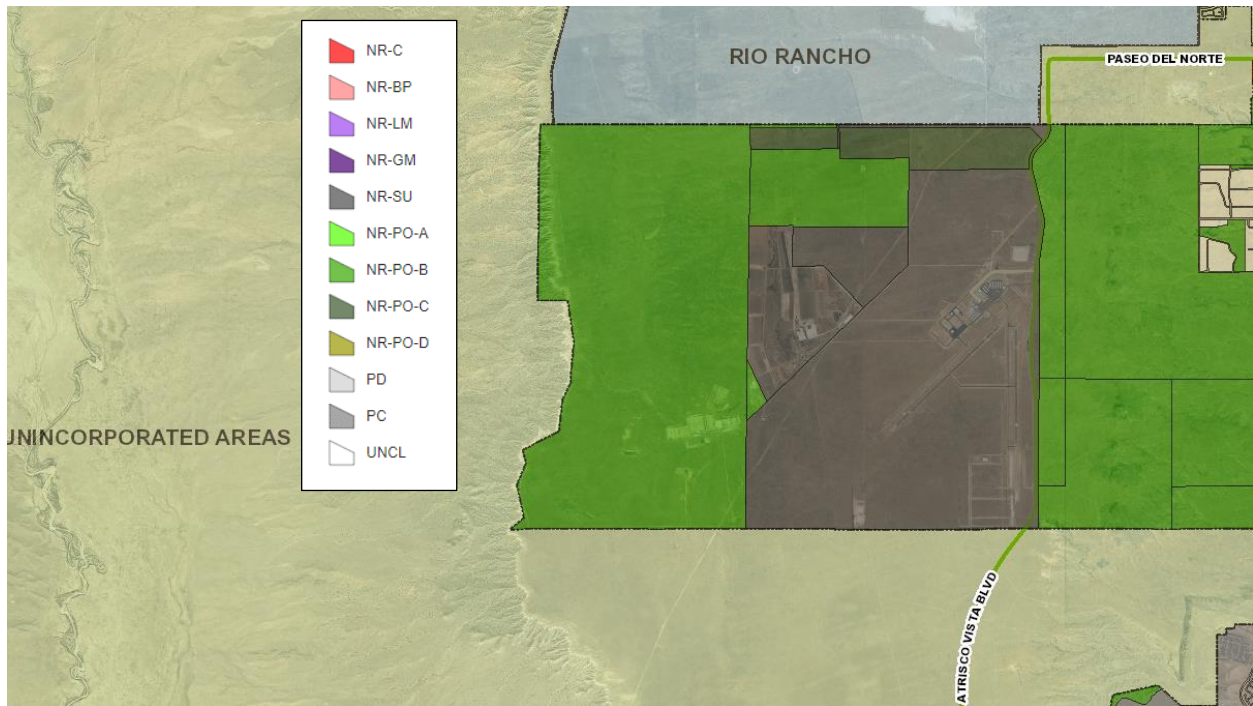 NR-C
NR-BP
NR-LM
NR-GM
NR-SU
NR-PO-A
NR-PO-B
NR-PO-C
NR-PO-D
PD
PC
UNCL
RIO RANCHO
PASEO DEL NORTE
UNINCORPORATED AREAS
ATRISCO VISTA BLVD